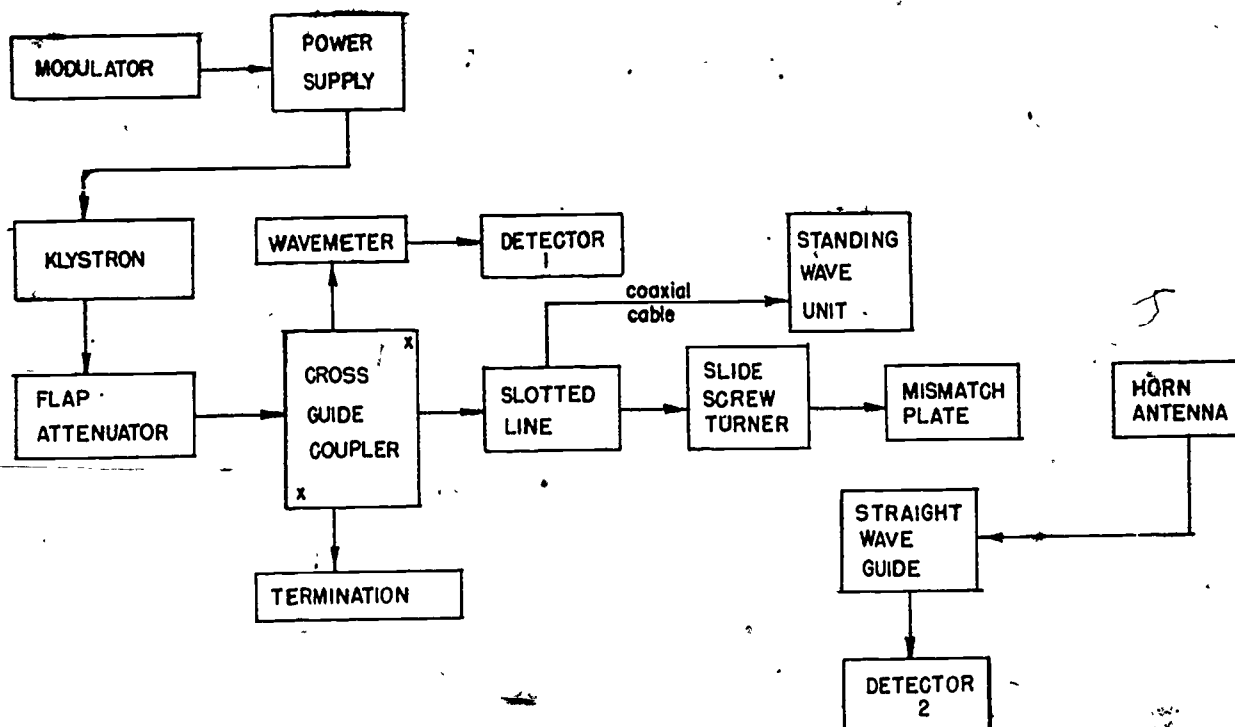 MODULATOR
POWER
SUPPLY
KLYSTRON
WAVEMETER
DETECTOR
1
STANDING
WAVE
UNIT
coaxial
cable
FLAP
ATTENUATOR
x
CROSS
GUIDE
COUPLER
x
SLOTTED
LINE
SLIDE
SCREW
TURNER
MISMATCH
PLATE
HORN
ANTENNA
STRAIGHT
WAVE
GUIDE
TERMINATION
DETECTOR
2